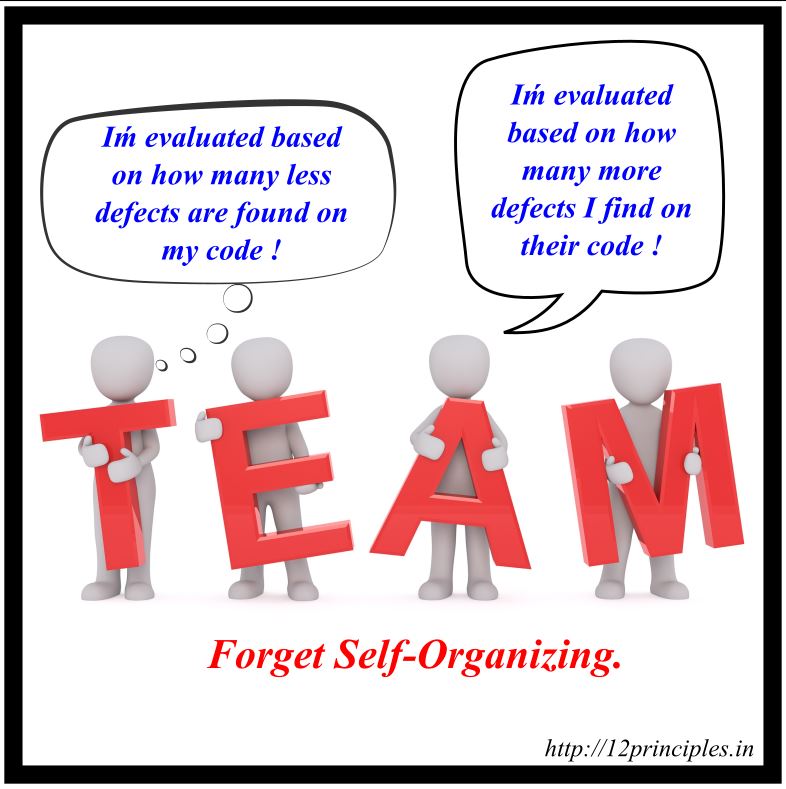 Iḿ evaluated based
on how many less
defects are found on
my code !
Iḿ evaluated
based on how
many more
defects I find on
their code !
TEAM
Forget Self-Organizing.
http://12principles.in